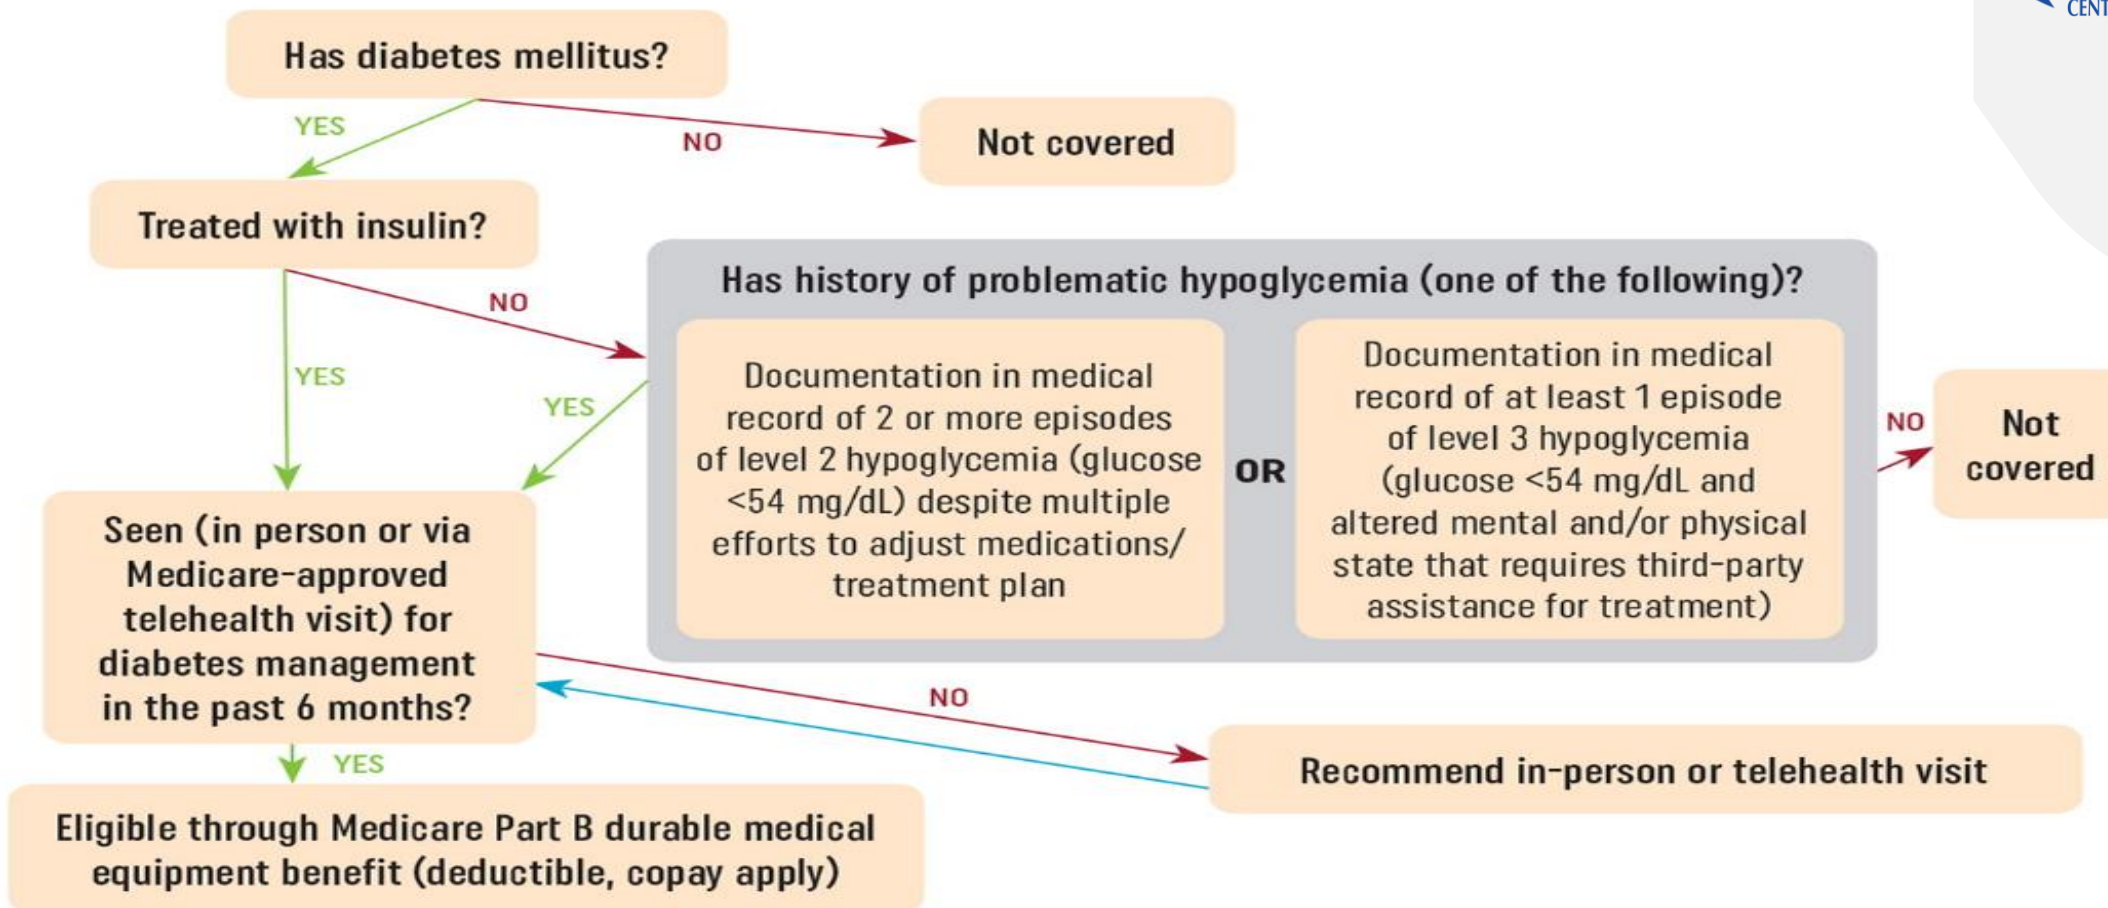 CENT
Has diabetes mellitus?
YES
NO
Not covered
Treated with insulin?
NO
YES
Has history of problematic hypoglycemia (one of the following)?
YES
Documentation in medical
record of 2 or more episodes
of level 2 hypoglycemia (glucose
<54 mg/dL) despite multiple
efforts to adjust medications/
treatment plan
OR
Documentation in medical
record of at least 1 episode
of level 3 hypoglycemia
(glucose <54 mg/dL and
altered mental and/or physical
state that requires third-party
assistance for treatment)
NO
Not
covered
Seen (in person or via
Medicare-approved
telehealth visit) for
diabetes management
in the past 6 months?
NO
Recommend in-person or telehealth visit
YES
Eligible through Medicare Part B durable medical
equipment benefit (deductible, copay apply)